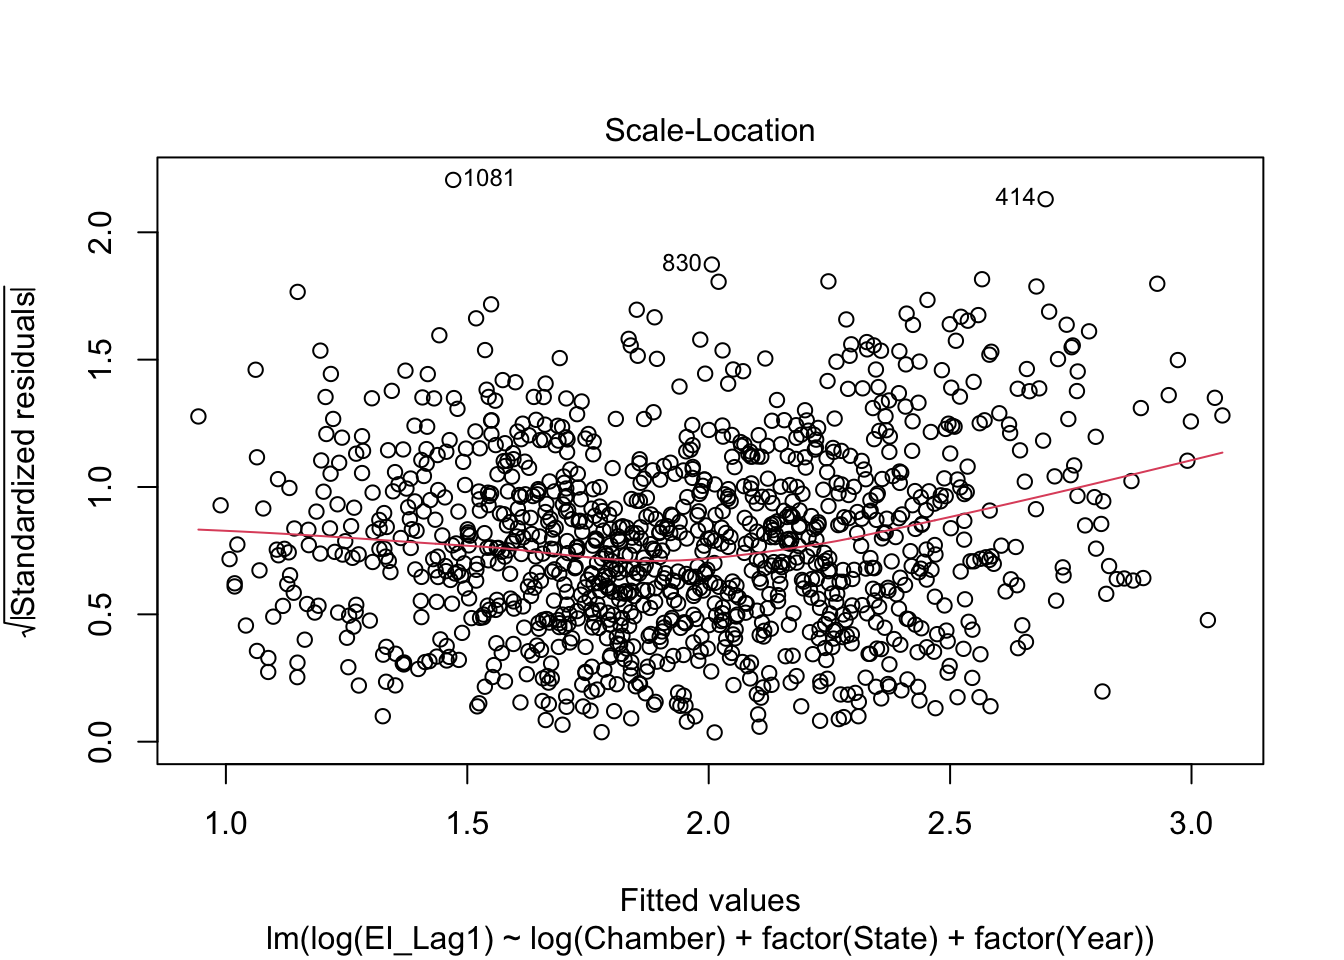 Scale-Location
1081
414
830
√|Standardized residuals|
0.0 0.5 1.0 1.5 2.0
1.0 1.5 2.0 2.5 3.0
Fitted values
lm(log(EI_Lag1) ~ log(Chamber) + factor(State) + factor(Year))